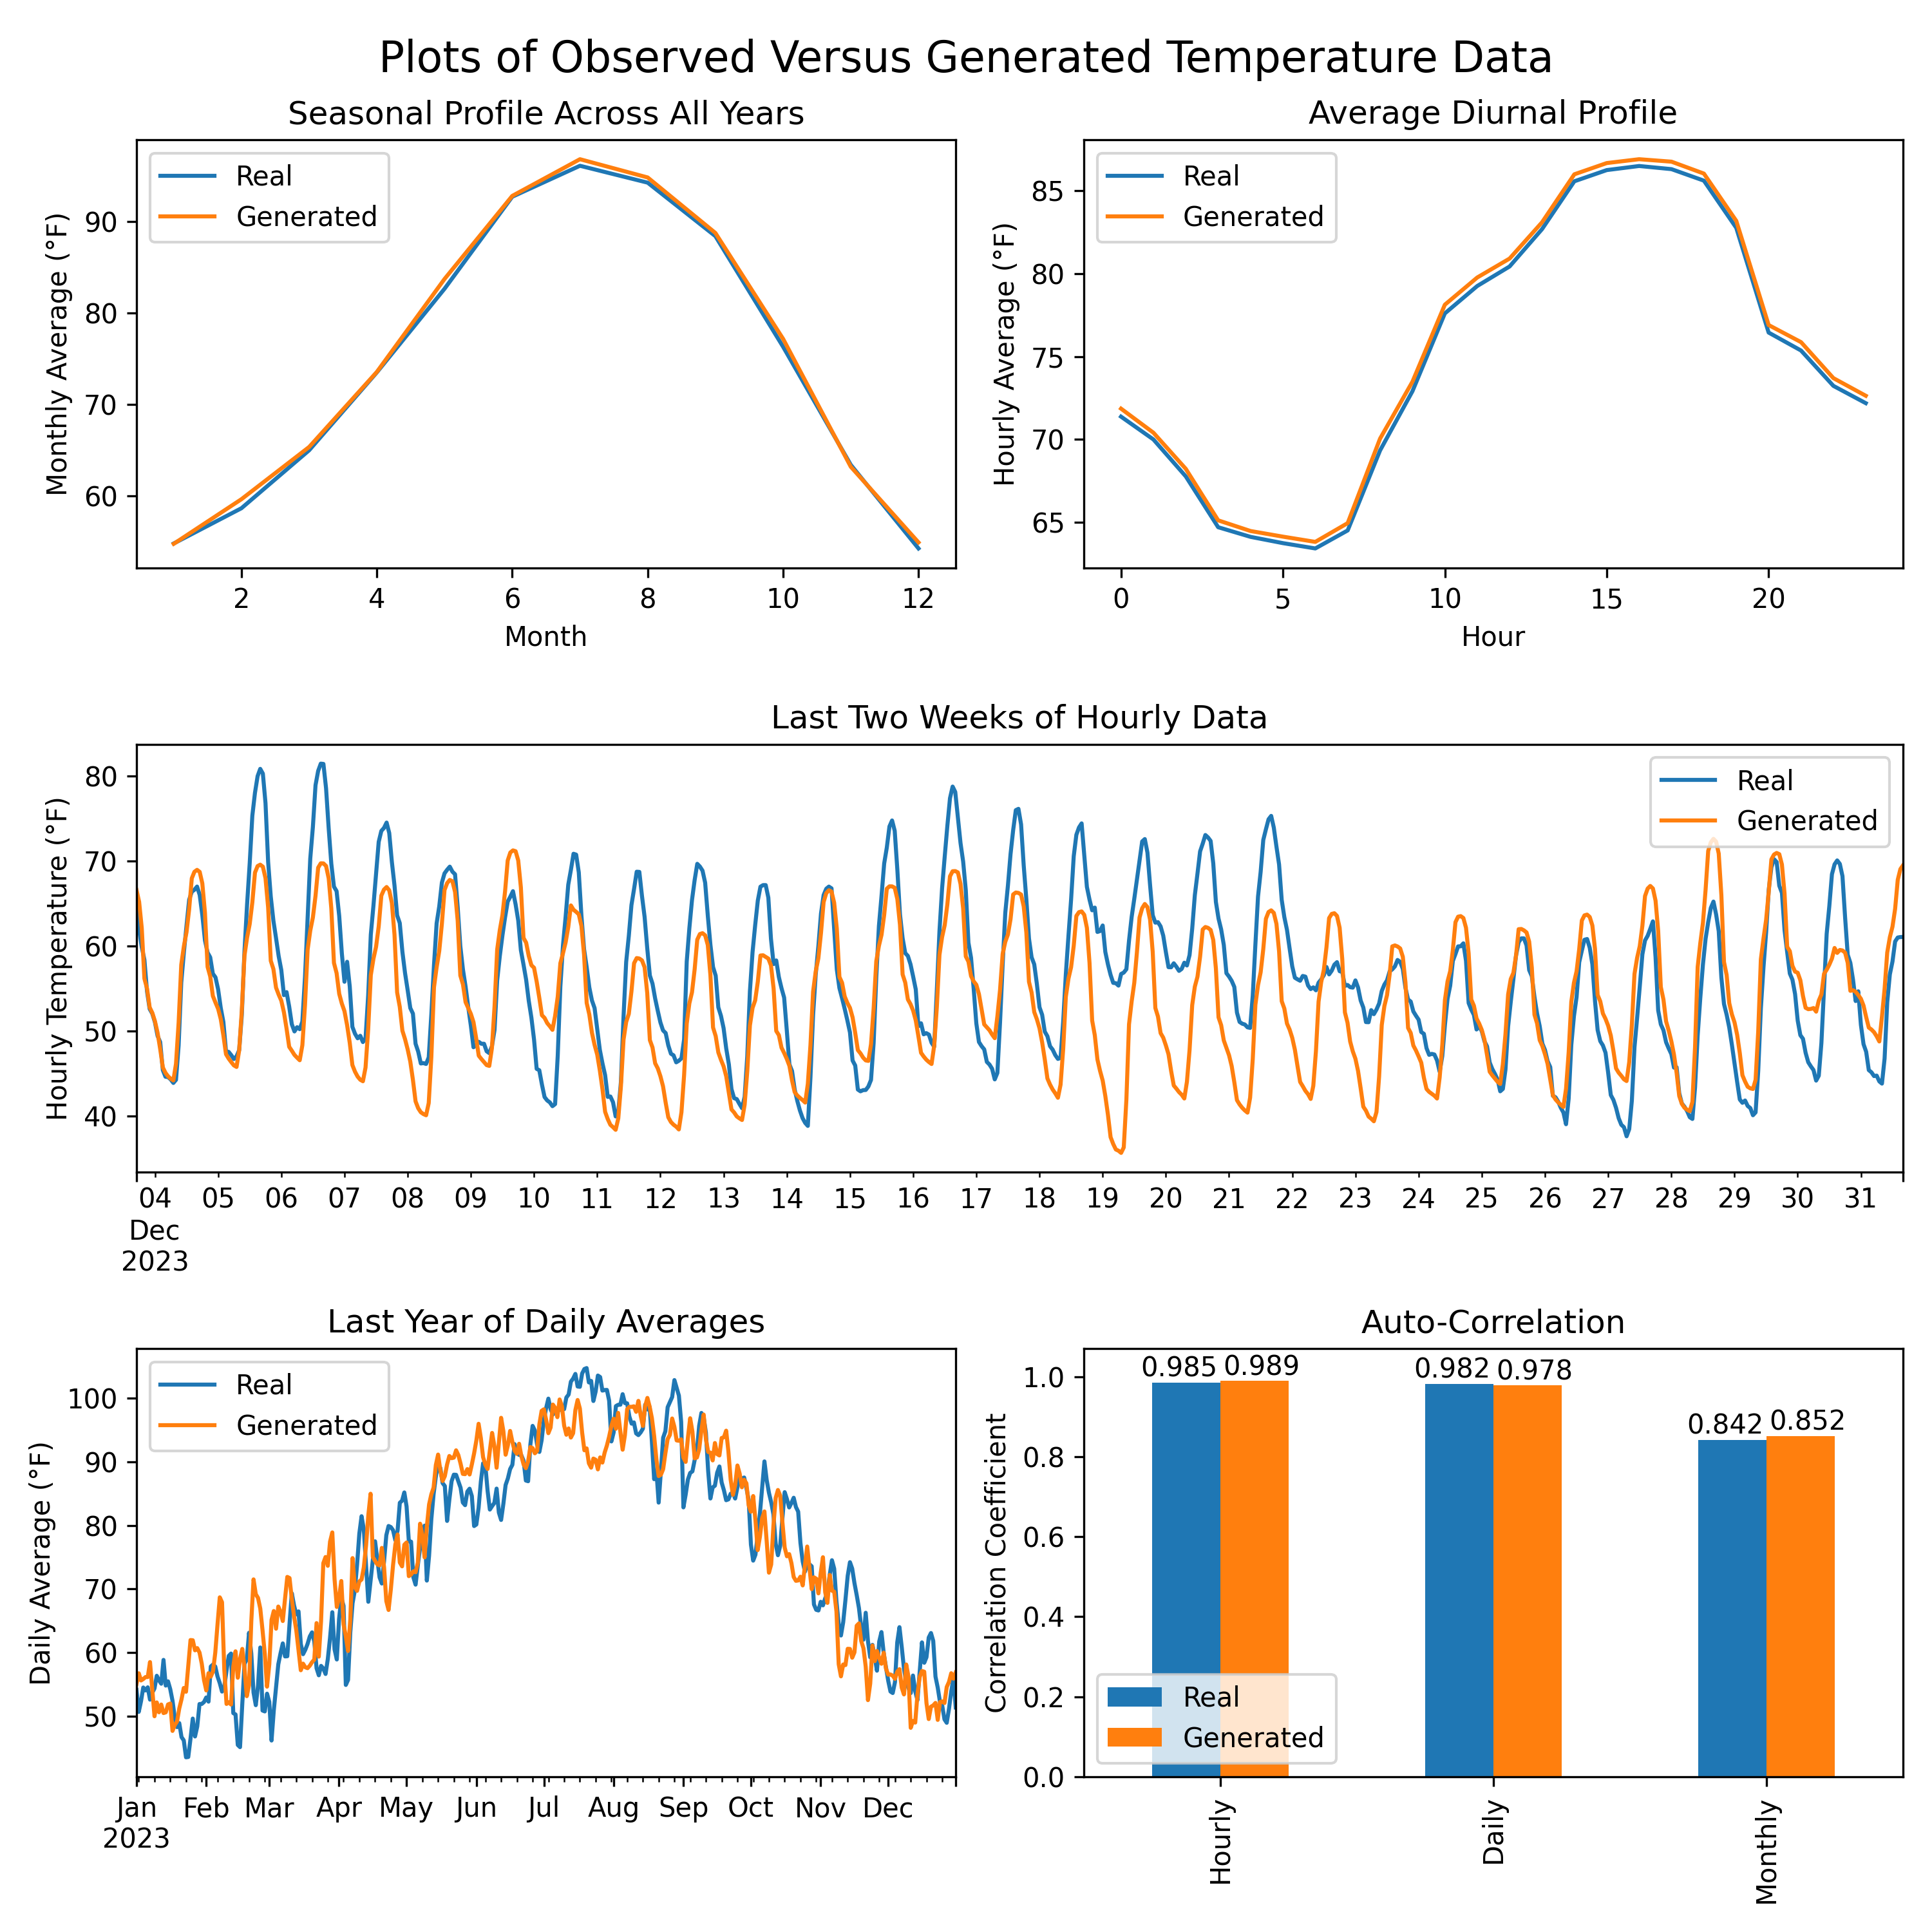 Plots of Observed Versus Generated Temperature Data
Seasonal Profile Across All Years
Real
Generated
Monthly Average (°F)
90
80
70
60
2 4 6 8 10 12
Month
Average Diurnal Profile
Real
Generated
Hourly Average (°F)
85
80
75
70
65
0 5 10 15 20
Hour
Last Two Weeks of Hourly Data
Real
Generated
Hourly Temperature (°F)
80
70
60
50
40
04 05 06 07 08 09 10 11 12 13 14 15 16 17 18 19 20 21 22 23 24 25 26 27 28 29 30 31
Dec
2023
Last Year of Daily Averages
Real
Generated
Daily Average (°F)
100
90
80
70
60
50
Jan Feb Mar Apr May Jun Jul Aug Sep Oct Nov Dec
2023
Auto-Correlation
0.985 0.989 0.982 0.978
0.842 0.852
Correlation Coefficient
1.0
0.8
0.6
0.4
0.2
0.0
Real
Generated
Hourly
Daily
Monthly